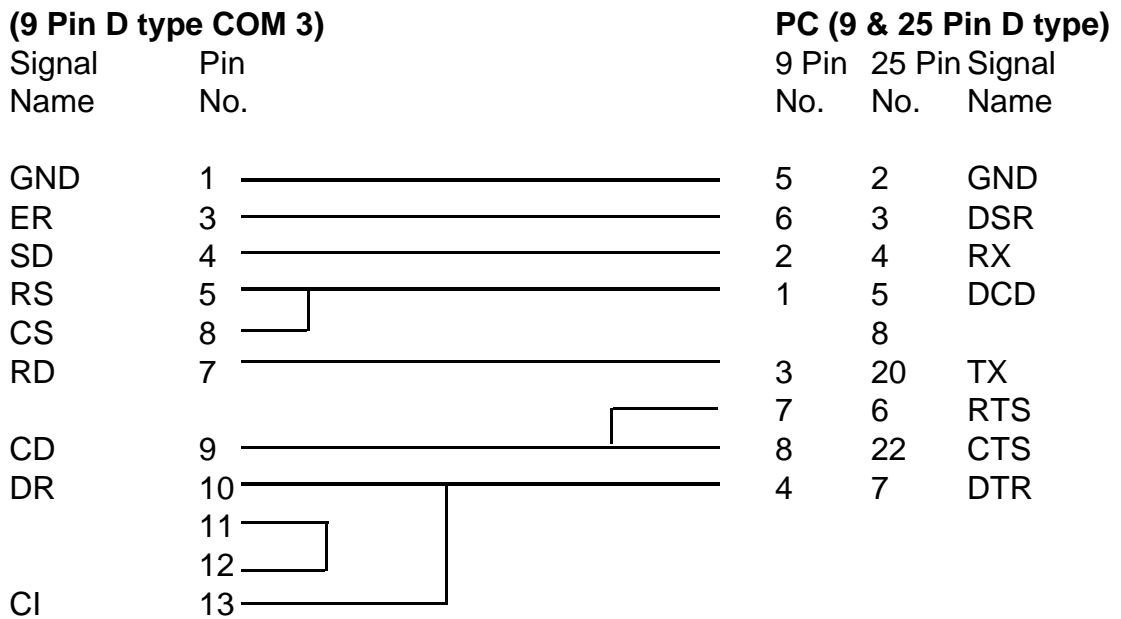 (9 Pin D type COM 3) PC (9 & 25 Pin D type)
Signal Pin 9 Pin 25 Pin Signal
Name No. No. No. Name
GND 1 5 2 GND
ER 3 6 3 DSR
SD 4 2 4 RX
RS 5 1 5 DCD
CS 8 8
RD 7 3 20 TX
7 6 RTS
CD 9 8 22 CTS
DR 10 4 7 DTR
11
12
CI 13